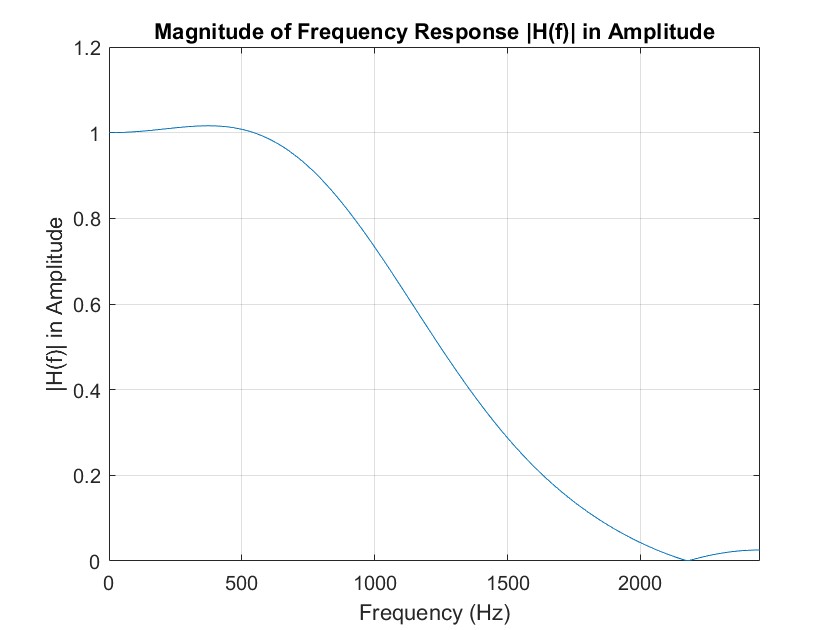 Magnitude of Frequency Response |H(f)| in Amplitude
1.2
1
0.8
0.6
0.4
0.2
0
|H(f)| in Amplitude
0 500 1000 1500 2000
Frequency (Hz)